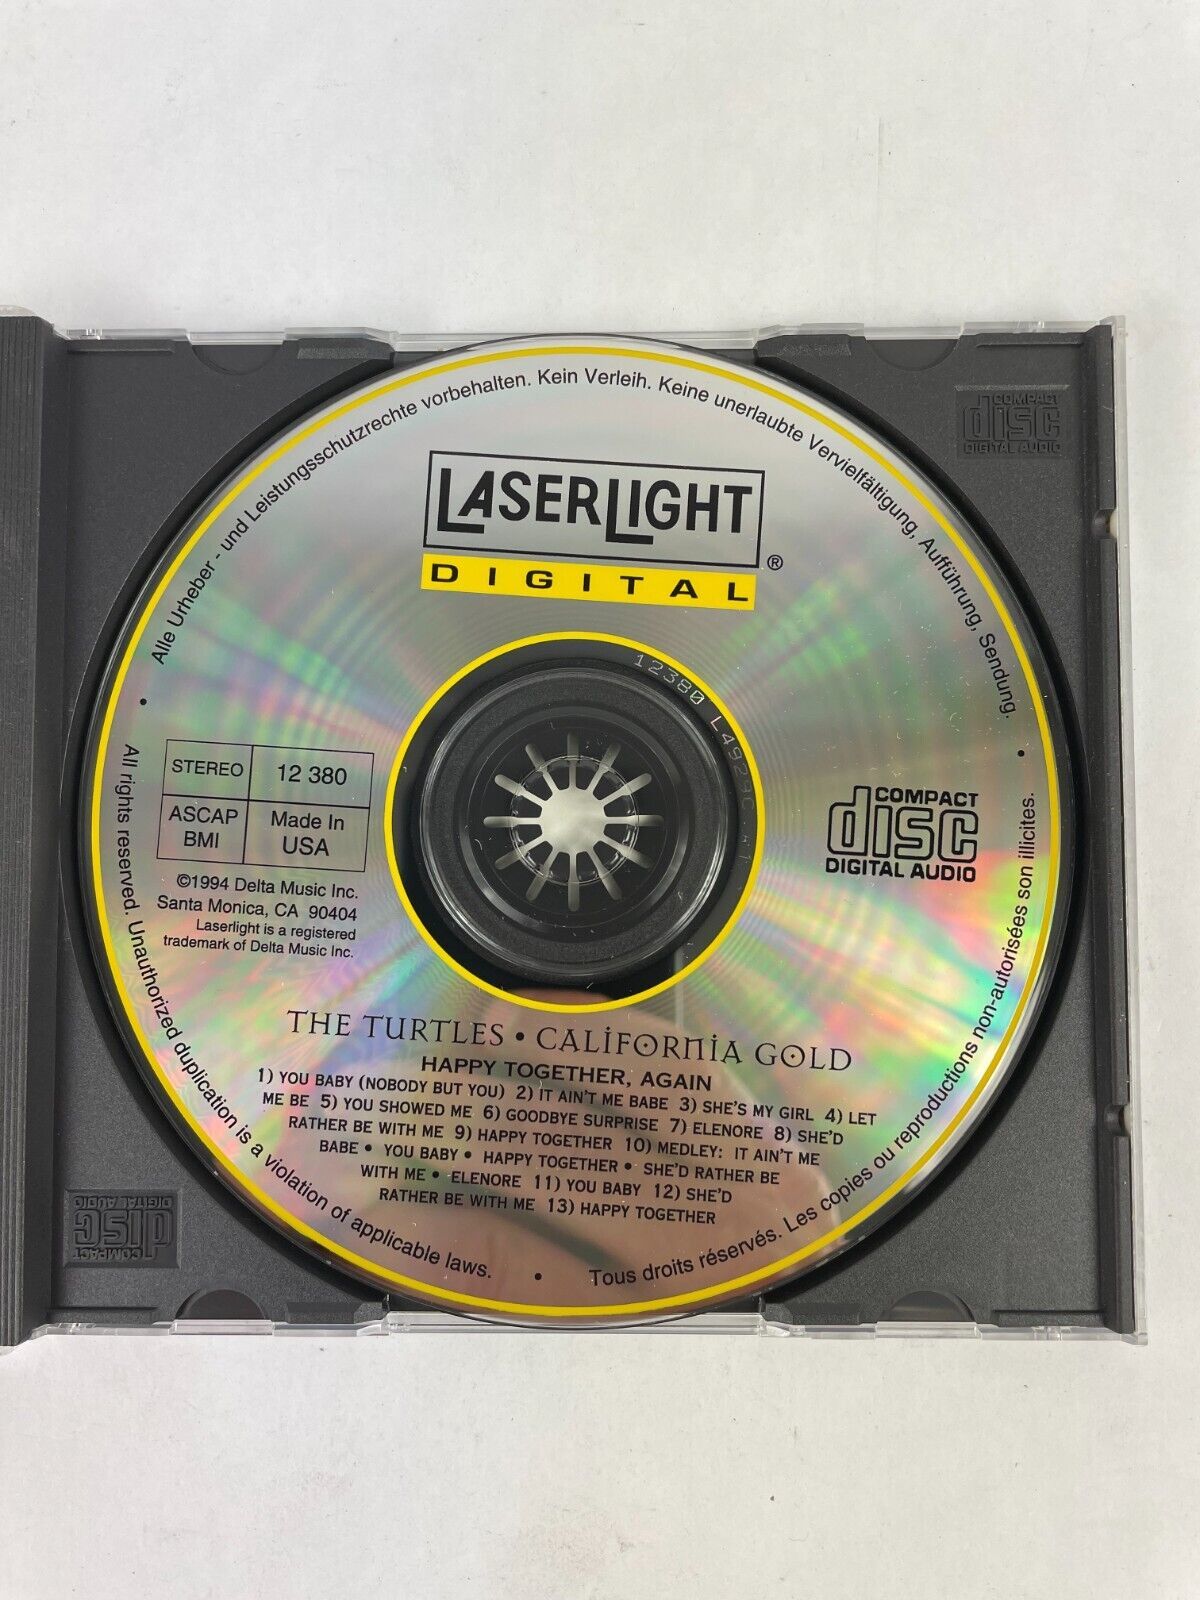 Alle Urheber - und Leistungsschutzrechte vorbehalten. Kein Verleih. Keine unerlaubte Vervielfältigung, Aufführung, Sendung.
COMPACT
disc
DIGITAL AUDIO
LASERLIGHT ®
DIGITAL
12380 L4923C
STEREO 12 380
ASCAP BMI Made In USA
©1994 Delta Music Inc.
Santa Monica, CA 90404
Laserlight is a registered
trademark of Delta Music Inc.
COMPACT
disc
DIGITAL AUDIO
THE TURTLES • CALIFORNIA GOLD
HAPPY TOGETHER, AGAIN
1) YOU BABY (NOBODY BUT YOU) 2) IT AIN'T ME BABE 3) SHE'S MY GIRL 4) LET
ME BE 5) YOU SHOWED ME 6) GOODBYE SURPRISE 7) ELENORE 8) SHE'D
RATHER BE WITH ME 9) HAPPY TOGETHER 10) MEDLEY: IT AIN'T ME
BABE • YOU BABY • HAPPY TOGETHER • SHE'D RATHER BE
WITH ME • ELENORE 11) YOU BABY 12) SHE'D
RATHER BE WITH ME 13) HAPPY TOGETHER
• All rights reserved. Unauthorized duplication is a violation of applicable laws.
• Tous droits réservés. Les copies ou reproductions non-autorisées son illicites. •
COMPACT
disc
DIGITAL AUDIO